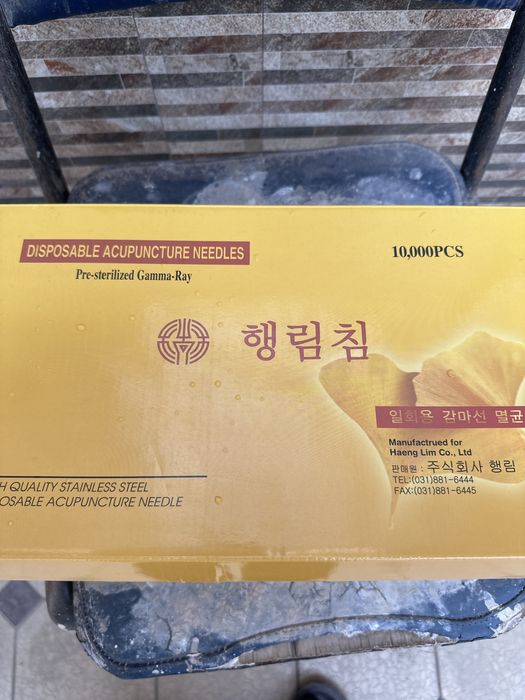 DISPOSABLE ACUPUNCTURE NEEDLES
10,000PCS
Pre-sterilized Gamma-Ray
행림침
일회용 감마선 멸균
Manufactrued for
Haeng Lim Co., Ltd
판매원 : 주식회사 행림
TEL:(031)881-6444
FAX:(031)881-6445
H QUALITY STAINLESS STEEL
POSABLE ACUPUNCTURE NEEDLE